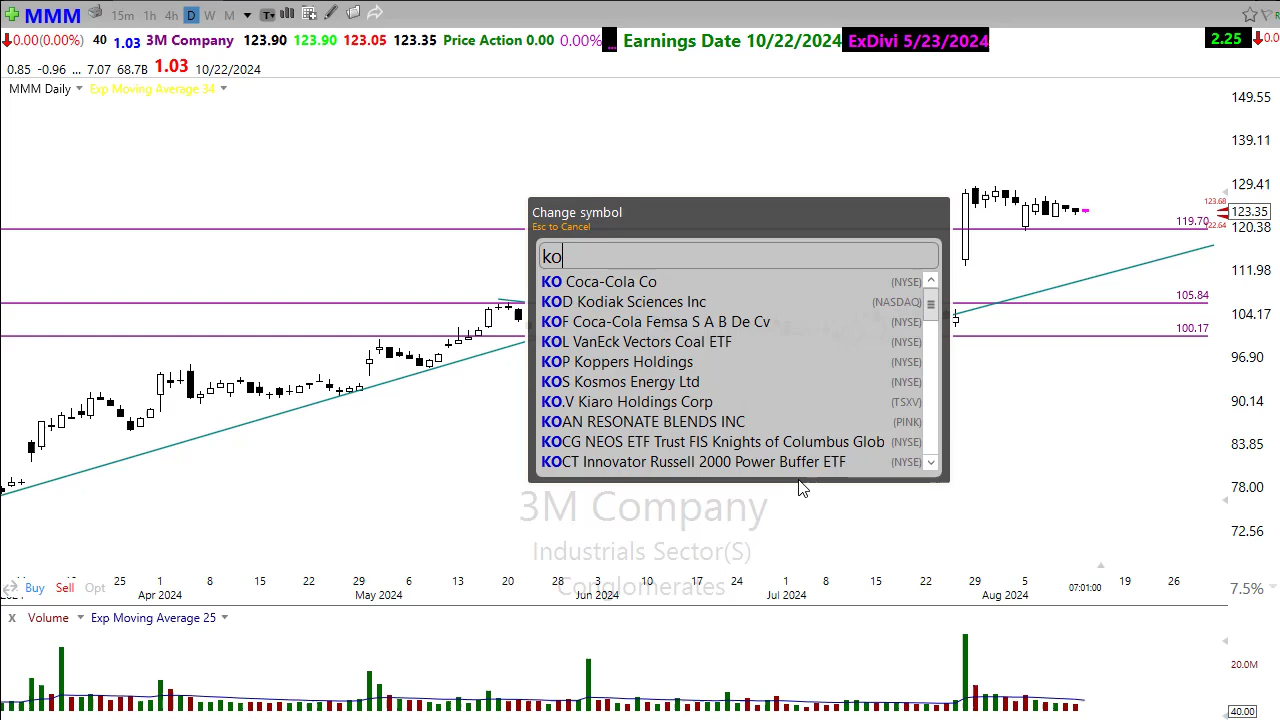 MMM 15m 1h 4h D W M T
0.00(0.00%) 40 1.03 3M Company 123.90 123.90 123.05 123.35 Price Action 0.00 0.00% ... Earnings Date 10/22/2024 ExDivi 5/23/2024 2.25
0.85 -0.96 ... 7.07 68.7B 1.03 10/22/2024
MMM Daily Exp Moving Average 34
149.55
139.11
129.41
123.68
123.35
122.64
119.70
120.38
111.98
105.84
104.17
100.17
96.90
90.14
83.85
78.00
72.56
7.5%
Change symbol
Esc to Cancel
ko
KO Coca-Cola Co (NYSE)
KOD Kodiak Sciences Inc (NASDAQ)
KOF Coca-Cola Femsa S A B De Cv (NYSE)
KOL VanEck Vectors Coal ETF (NYSE)
KOP Koppers Holdings (NYSE)
KOS Kosmos Energy Ltd (NYSE)
KO.V Kiaro Holdings Corp (TSXV)
KOAN RESONATE BLENDS INC (PINK)
KOCG NEOS ETF Trust FIS Knights of Columbus Glob (NYSE)
KOCT Innovator Russell 2000 Power Buffer ETF (NYSE)
3M Company
Industrials Sector(S)
Conglomerates
Buy Sell Opt
25 1 8 15 22 29 6 13 20 28 3 10 17 24 1 8 15 22 29 5 07:01:00 19 26
Apr 2024 May 2024 Jun 2024 Jul 2024 Aug 2024
x Volume Exp Moving Average 25
20.0M
40.00